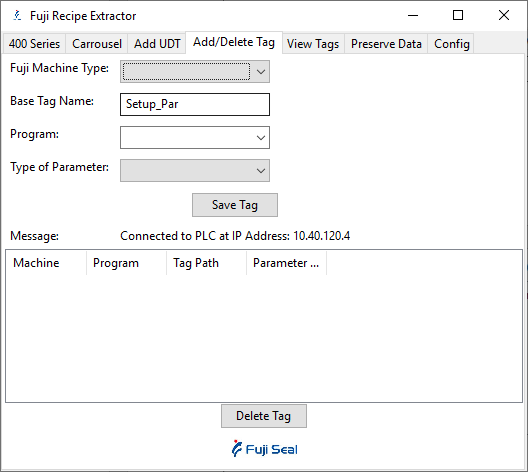 Fuji Recipe Extractor
400 Series Carrousel Add UDT Add/Delete Tag View Tags Preserve Data Config
Fuji Machine Type:
Base Tag Name: Setup_Par
Program:
Type of Parameter:
Save Tag
Message: Connected to PLC at IP Address: 10.40.120.4
Machine Program Tag Path Parameter ...
Delete Tag
Fuji Seal